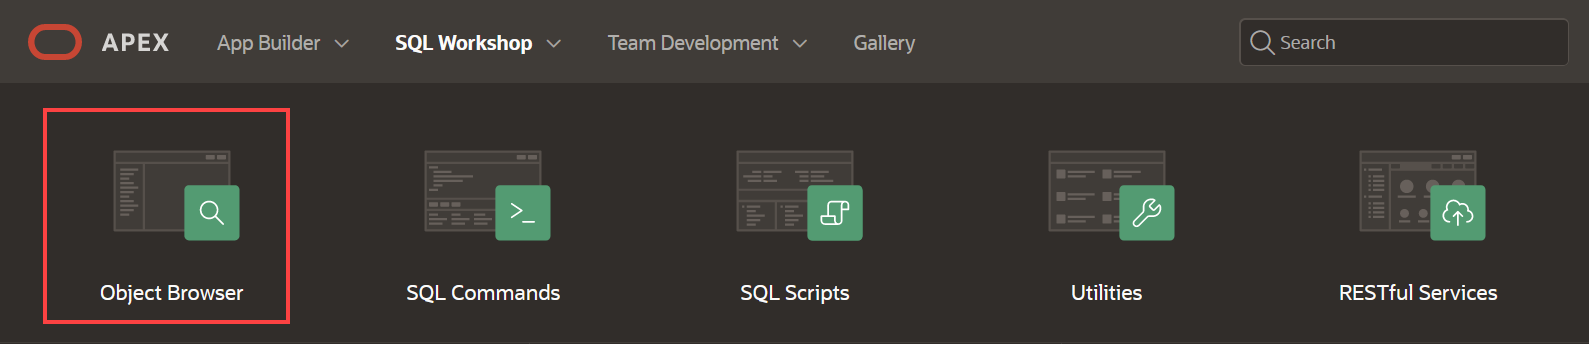 APEX App Builder SQL Workshop Team Development Gallery Search
Object Browser SQL Commands SQL Scripts Utilities RESTful Services